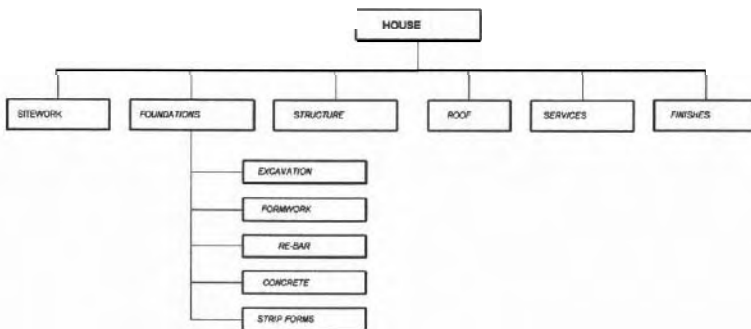 HOUSE
SITEWORK
FOUNDATIONS
STRUCTURE
ROOF
SERVICES
FINISHES
EXCAVATION
FORMWORK
RE-BAR
CONCRETE
STRIP FORMS